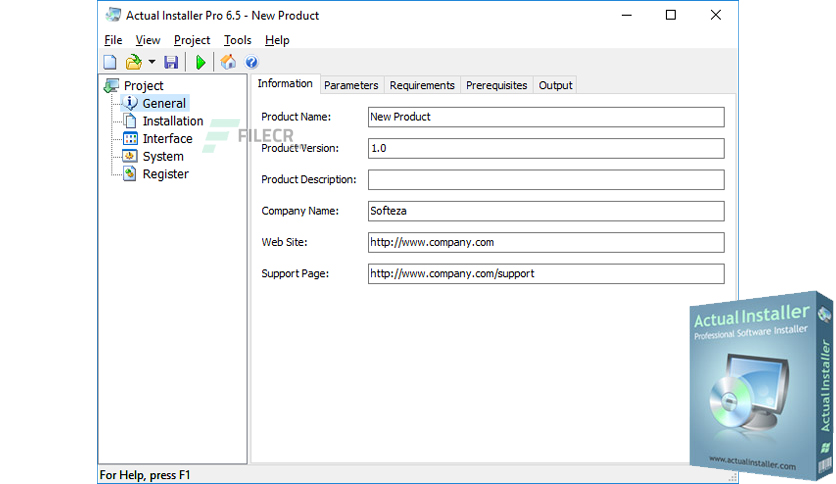 Actual Installer Pro 6.5 - New Product
File View Project Tools Help
Project
General
Installation
Interface
System
Register
Information Parameters Requirements Prerequisites Output
Product Name: New Product
Product Version: 1.0
Product Description:
Company Name: Softeza
Web Site: http://www.company.com
Support Page: http://www.company.com/support
For Help, press F1
FILECR
Actual Installer
Professional Software Installer
www.actualinstaller.com
Actual Installer